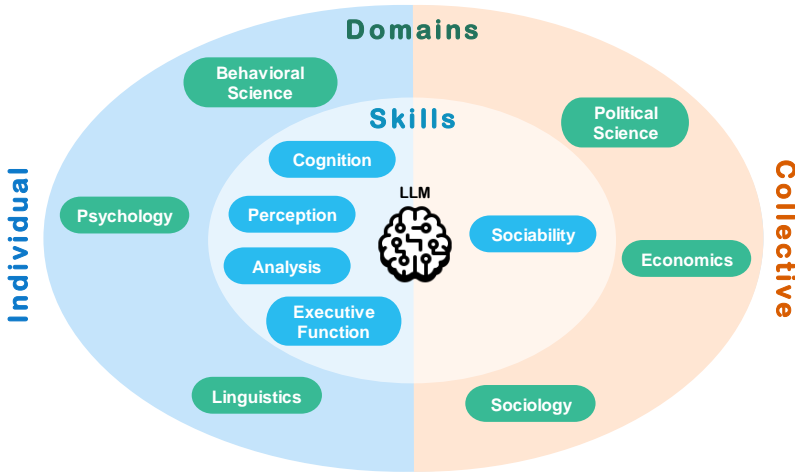 Domains
Behavioral
Science
Political
Science
Skills
Cognition
LLM
Perception
Psychology
Sociability
Analysis
Economics
Executive
Function
Linguistics
Sociology
Individual
Collective